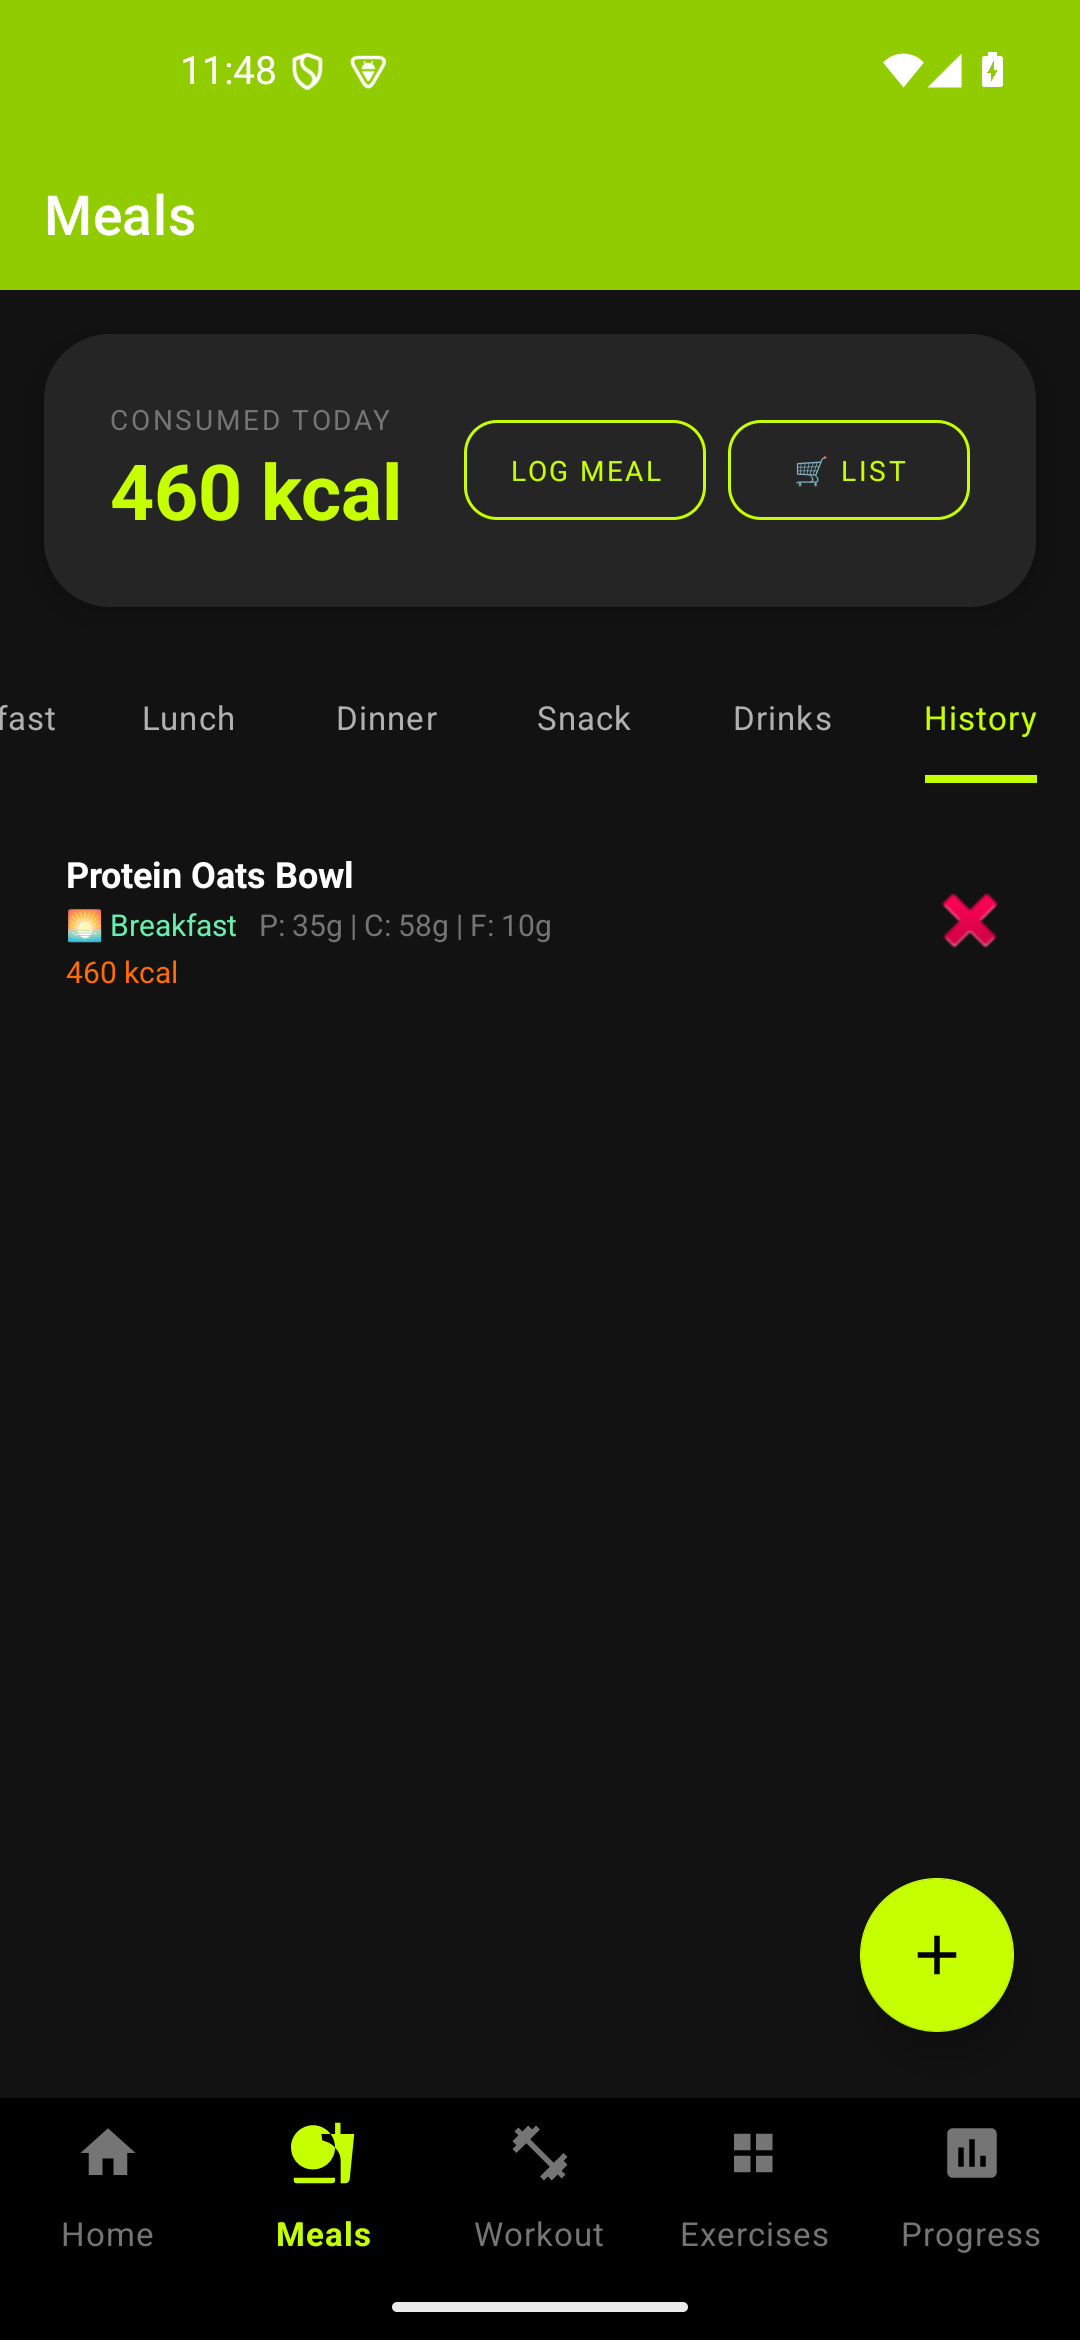 11:48
Meals
CONSUMED TODAY
460 kcal
LOG MEAL
🛒 LIST
fast Lunch Dinner Snack Drinks History
Protein Oats Bowl
🌅 Breakfast P: 35g | C: 58g | F: 10g
460 kcal
Home Meals Workout Exercises Progress